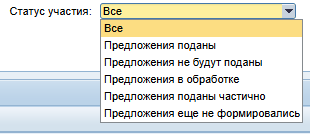 Статус участия: Все
Все
Предложения поданы
Предложения не будут поданы
Предложения в обработке
Предложения поданы частично
Предложения еще не формировались